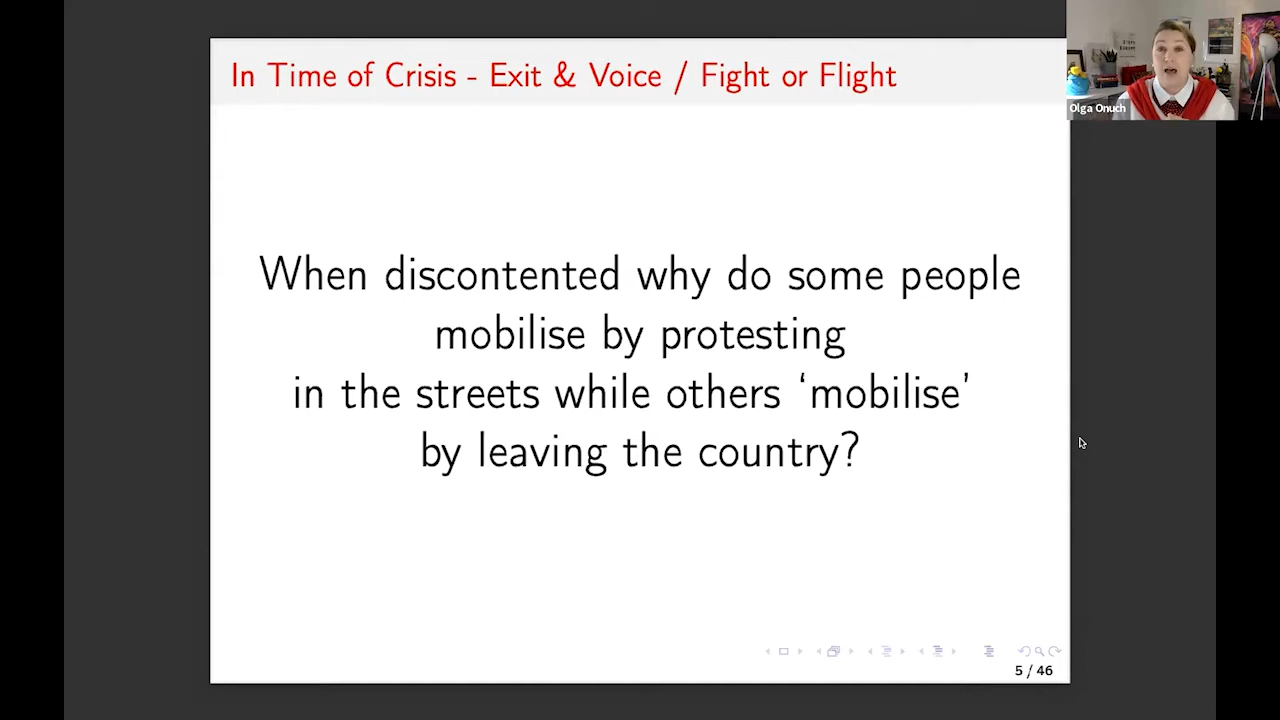 In Time of Crisis - Exit & Voice / Fight or Flight
Olga Onuch
When discontented why do some people
mobilise by protesting
in the streets while others ‘mobilise’
by leaving the country?
5 / 46